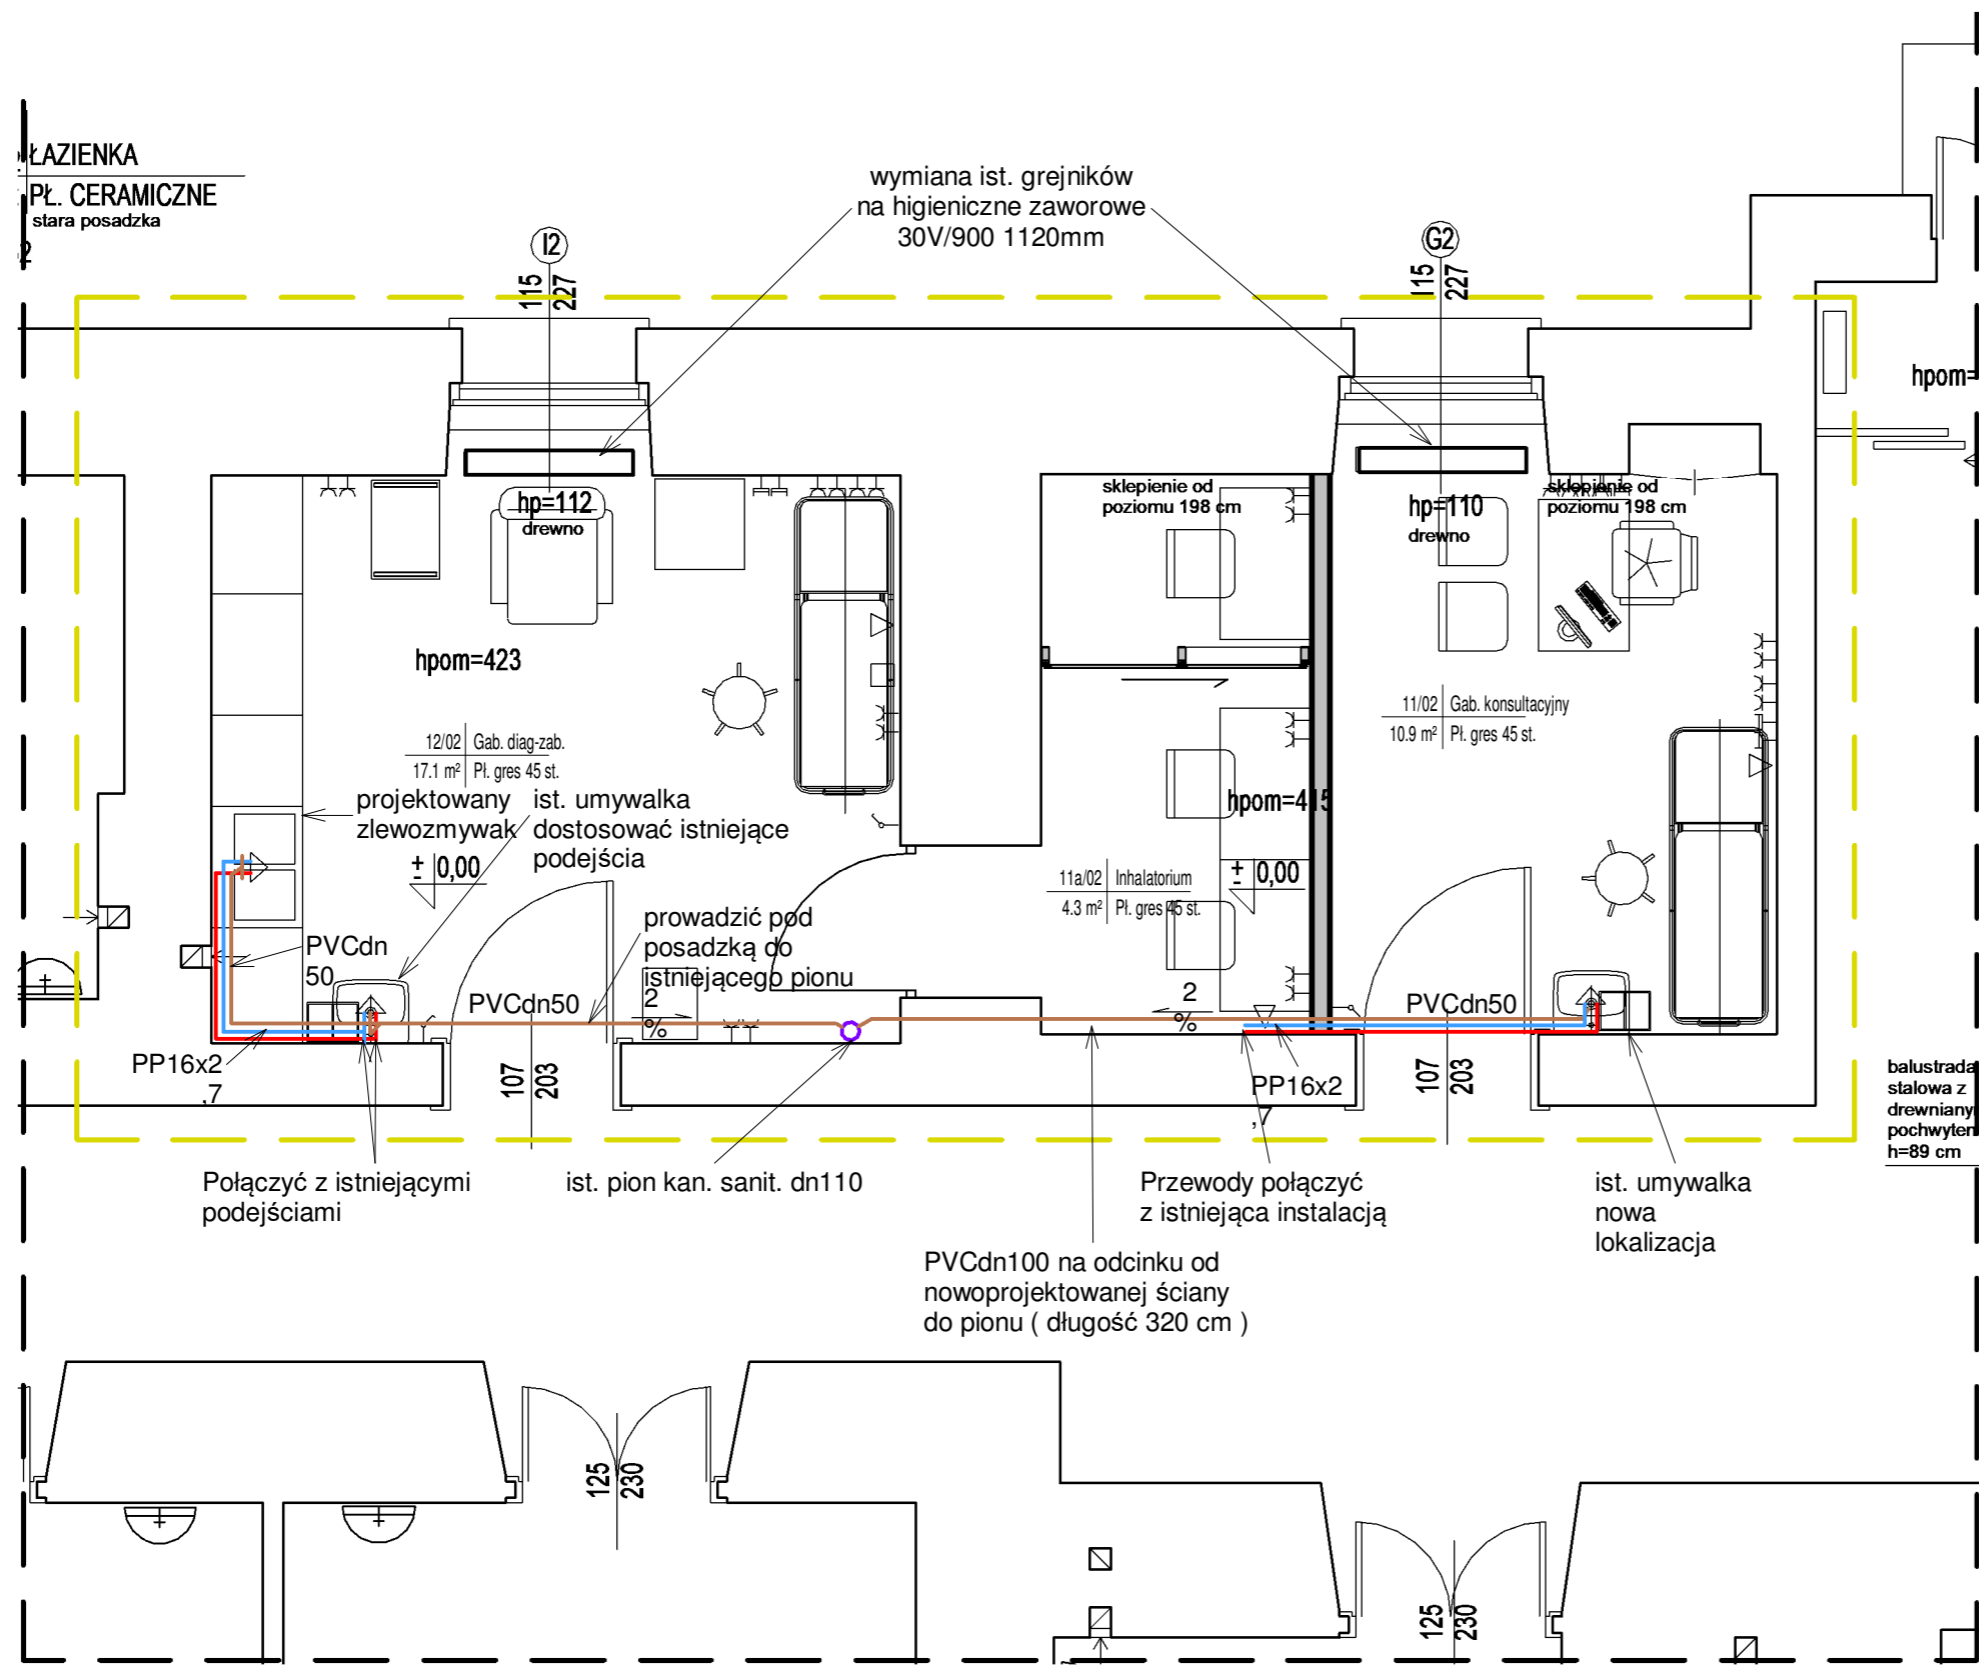 ŁAZIENKA
PŁ. CERAMICZNE
stara posadzka
2
wymiana ist. grejników
na higieniczne zaworowe
30V/900 1120mm
I2
115
227
G2
115
227
hpom=
hp=112
drewno
sklepienie od
poziomu 198 cm
hp=110
drewno
sklepienie od
poziomu 198 cm
hpom=423
12/02 Gab. diag-zab.
17.1 m² Pł. gres 45 st.
11/02 Gab. konsultacyjny
10.9 m² Pł. gres 45 st.
projektowany
zlewozmywak
ist. umywalka
dostosować istniejące
podejścia
hpom=415
± 0,00
11a/02 Inhalatorium
4.3 m² Pł. gres 45 st.
± 0,00
prowadzić pod
posadzką do
istniejącego pionu
PVCdn
50
PVCdn50
2
%
2
%
PVCdn50
PP16x2
,7
107
203
PP16x2
,7
107
203
balustrada
stalowa z
drewniany
pochwyten
h=89 cm
Połączyć z istniejącymi
podejściami
ist. pion kan. sanit. dn110
Przewody połączyć
z istniejąca instalacją
ist. umywalka
nowa
lokalizacja
PVCdn100 na odcinku od
nowoprojektowanej ściany
do pionu ( długość 320 cm )
125
230
125
230